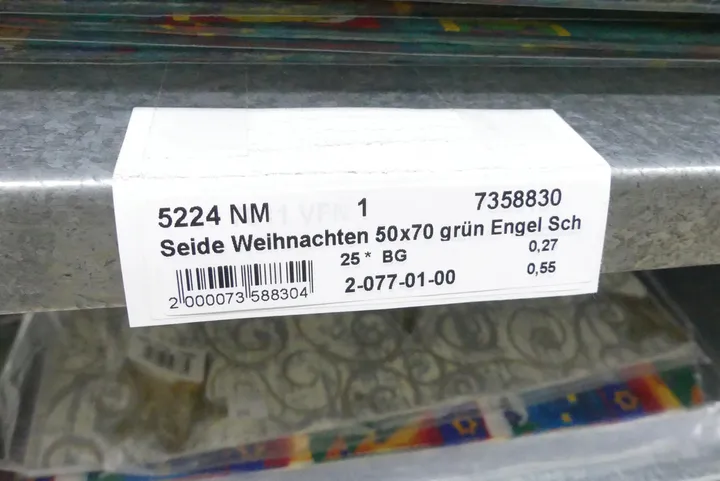 5224 NM 1 7358830
Seide Weihnachten 50x70 grün Engel Sch
25 * BG 0,27
2 000073 588304 2-077-01-00 0,55